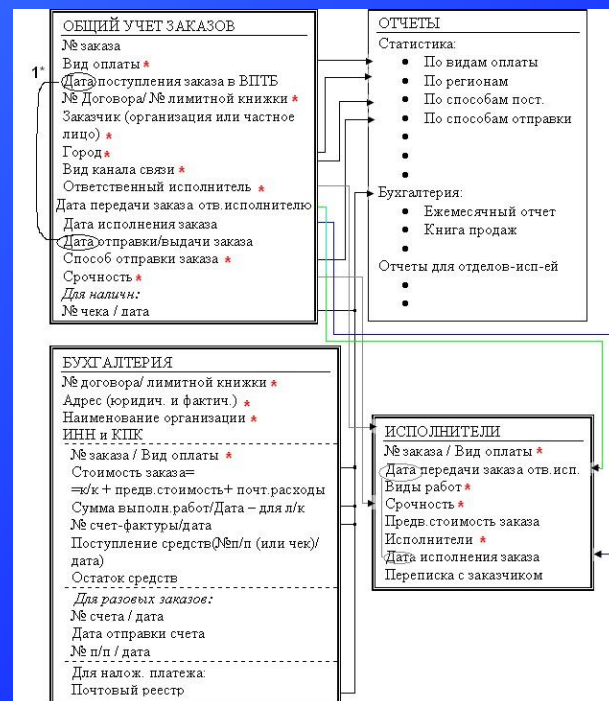 ОБЩИЙ УЧЕТ ЗАКАЗОВ
№ заказа
Вид оплаты *
1*
Дата поступления заказа в ВПТБ
№ Договора/ № лимитной книжки *
Заказчик (организация или частное
лицо) *
Город *
Вид канала связи *
Ответственный исполнитель *
Дата передачи заказа отв.исполнителю
Дата исполнения заказа
Дата отправки/выдачи заказа
Способ отправки заказа *
Срочность *
Для наличн:
№ чека / дата
ОТЧЕТЫ
Статистика:
• По видам оплаты
• По регионам
• По способам пост.
• По способам отправки
•
•
•
Бухгалтерия:
• Ежемесячный отчет
• Книга продаж
•
Отчеты для отделов-исп-ей
•
•
БУХГАЛТЕРИЯ
№ договора/ лимитной книжки *
Адрес (юридич. и фактич.) *
Наименование организации *
ИНН и КПК
№ заказа / Вид оплаты *
Стоимость заказа=
=к/к + предв.стоимость+ почт.расходы
Сумма выполн.работ/Дата – для л/к
№ счет-фактуры/дата
Поступление средств(№п/п (или чек)/
дата)
Остаток средств
Для разовых заказов:
№ счета / дата
Дата отправки счета
№ п/п / дата
Для налож. платежа:
Почтовый реестр
ИСПОЛНИТЕЛИ
№ заказа / Вид оплаты *
Дата передачи заказа отв.исп.
Виды работ *
Срочность *
Предв.стоимость заказа
Исполнители *
Дата исполнения заказа
Переписка с заказчиком